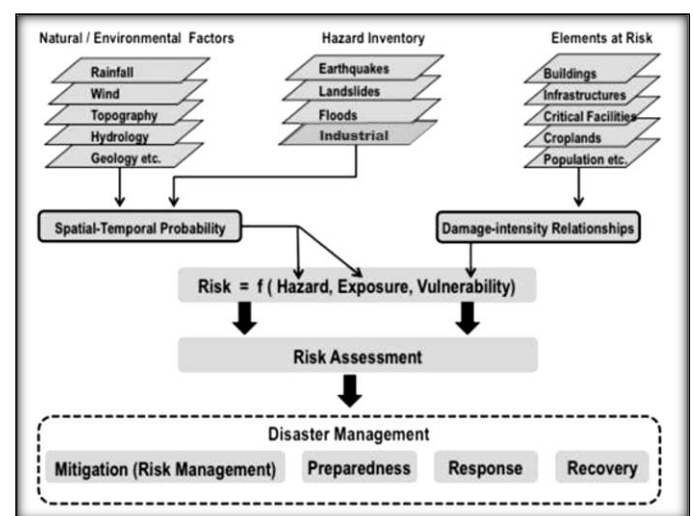 Natural / Environmental Factors
Rainfall
Wind
Topography
Hydrology
Geology etc.
Hazard Inventory
Earthquakes
Landslides
Floods
Industrial
Elements at Risk
Buildings
Infrastructures
Critical Facilities
Croplands
Population etc.
Spatial-Temporal Probability
Damage-intensity Relationships
Risk = f ( Hazard, Exposure, Vulnerability)
Risk Assessment
Disaster Management
Mitigation (Risk Management)
Preparedness
Response
Recovery